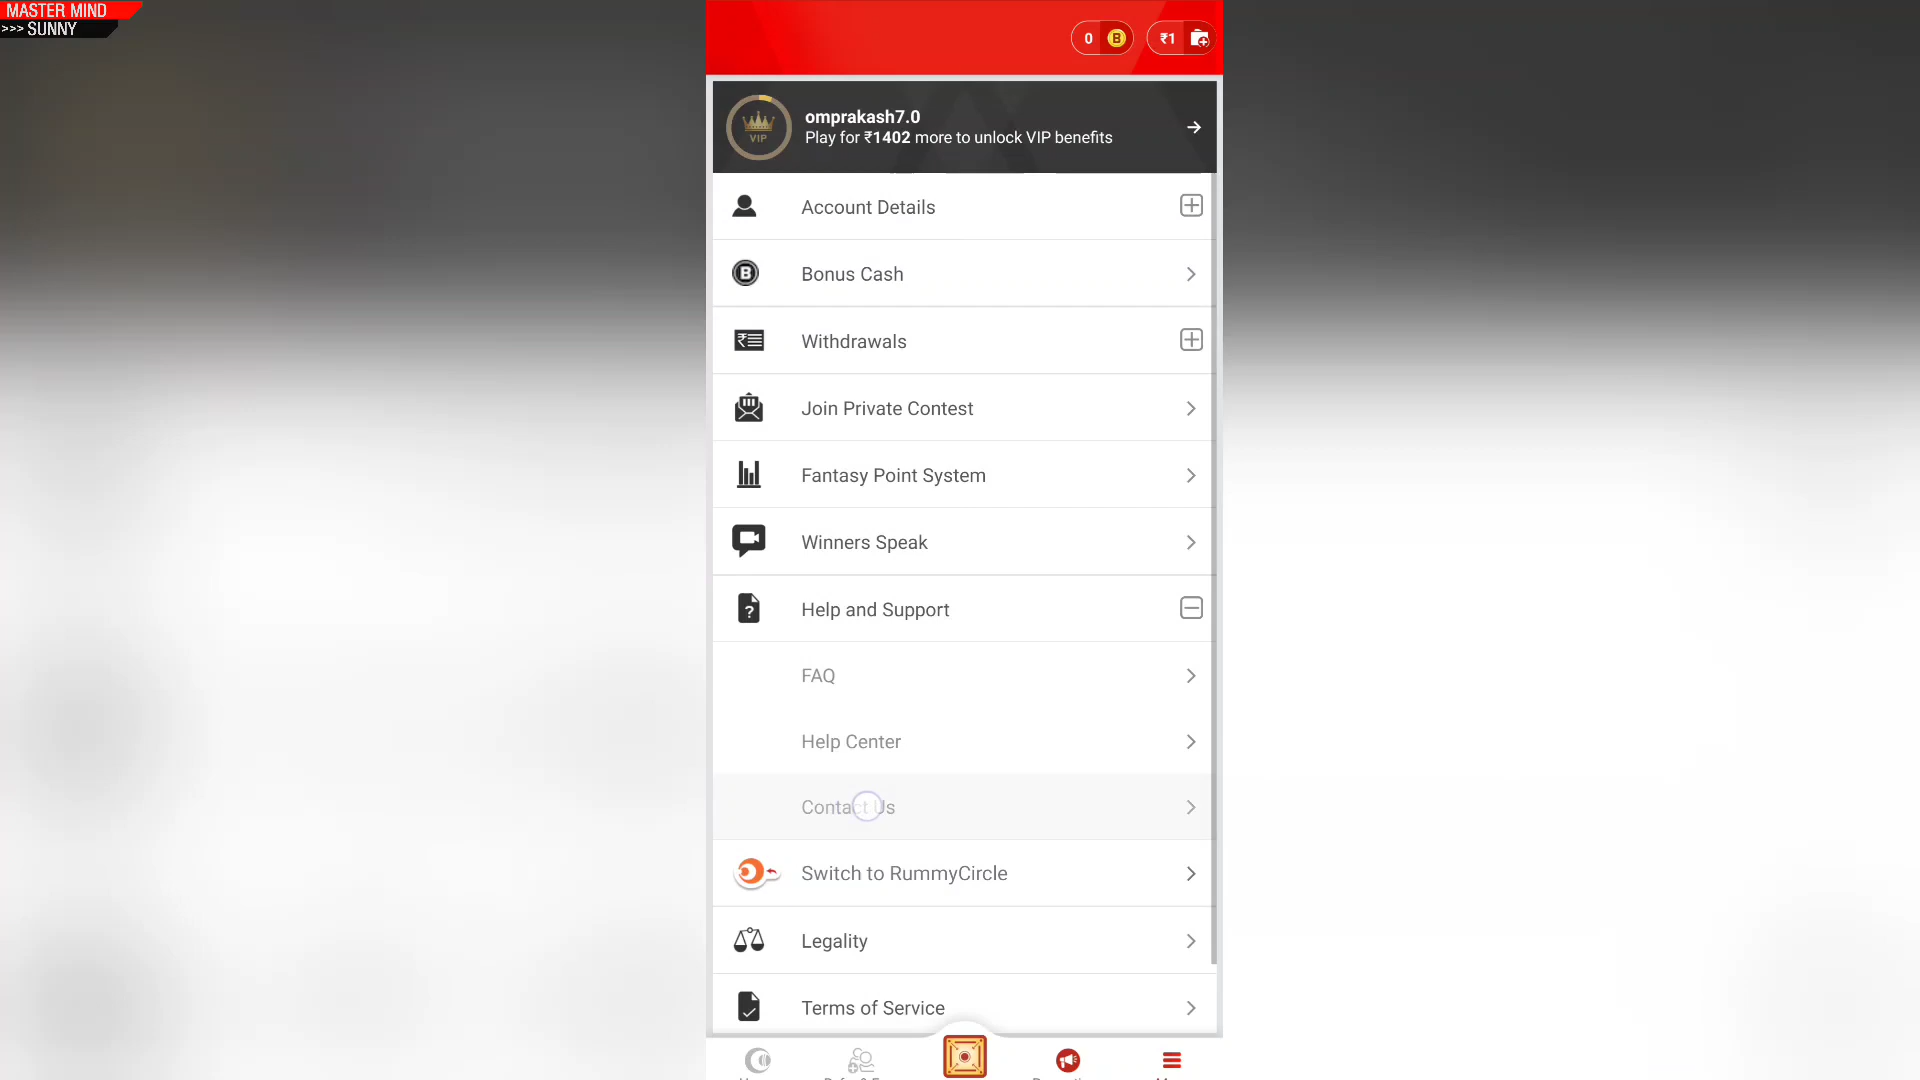 MASTER MIND
>>> SUNNY
0 B
₹1
omprakash7.0
Play for ₹1402 more to unlock VIP benefits
VIP
Account Details
B
Bonus Cash
Withdrawals
Join Private Contest
Fantasy Point System
Winners Speak
Help and Support
FAQ
Help Center
Contact Us
Switch to RummyCircle
Legality
Terms of Service